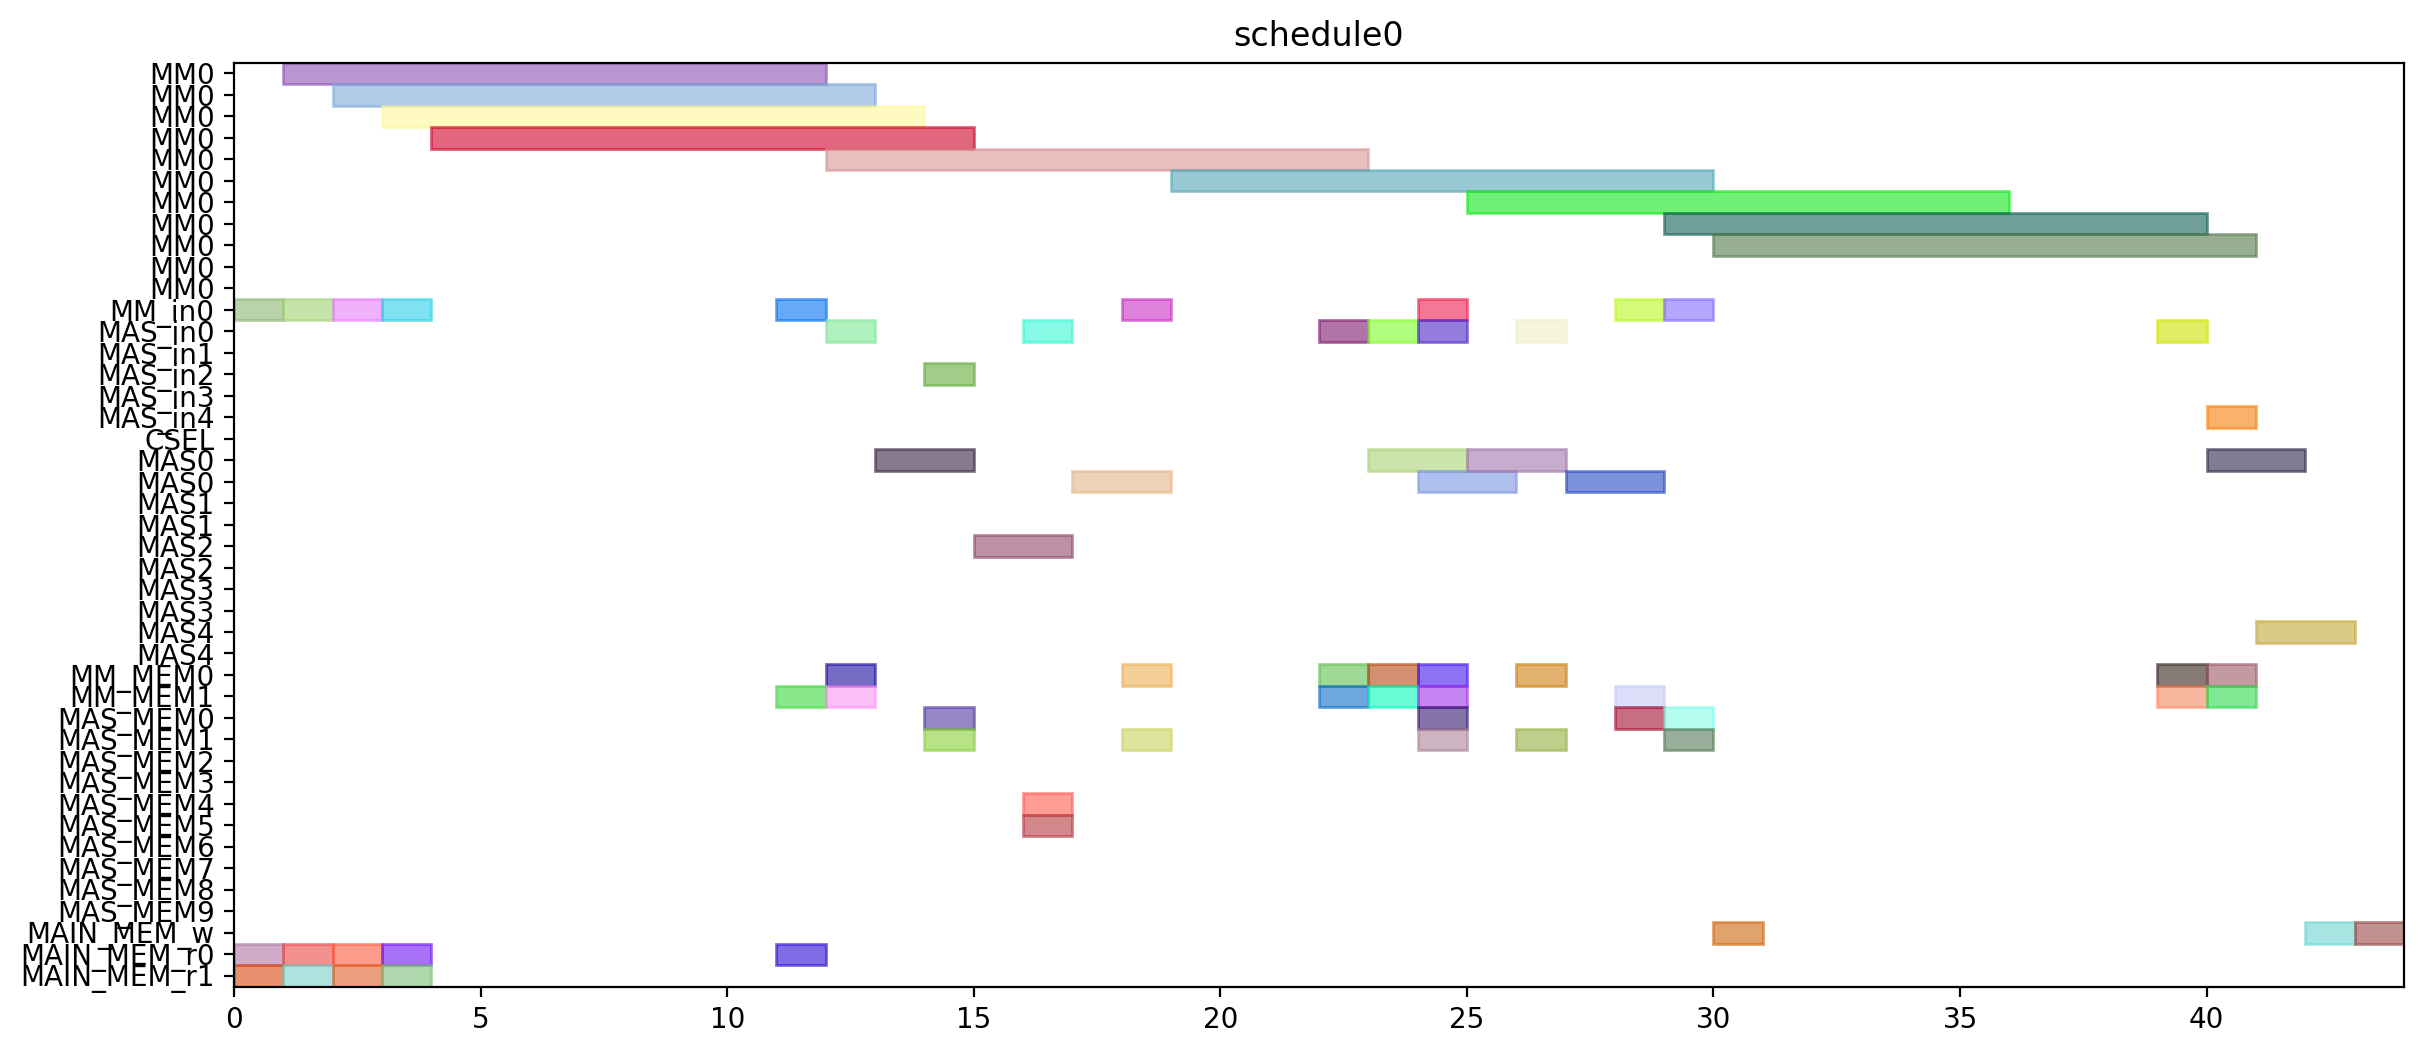 schedule0
MM0
MM0
MM0
MM0
MM0
MM0
MM0
MM0
MM0
MM0
MM0
MM_in0
MAS_in0
MAS_in1
MAS_in2
MAS_in3
MAS_in4
CSEL
MAS0
MAS0
MAS1
MAS1
MAS2
MAS2
MAS3
MAS3
MAS4
MAS4
MM_MEM0
MM_MEM1
MAS_MEM0
MAS_MEM1
MAS_MEM2
MAS_MEM3
MAS_MEM4
MAS_MEM5
MAS_MEM6
MAS_MEM7
MAS_MEM8
MAS_MEM9
MAIN_MEM_w
MAIN_MEM_r0
MAIN_MEM_r1
0 5 10 15 20 25 30 35 40